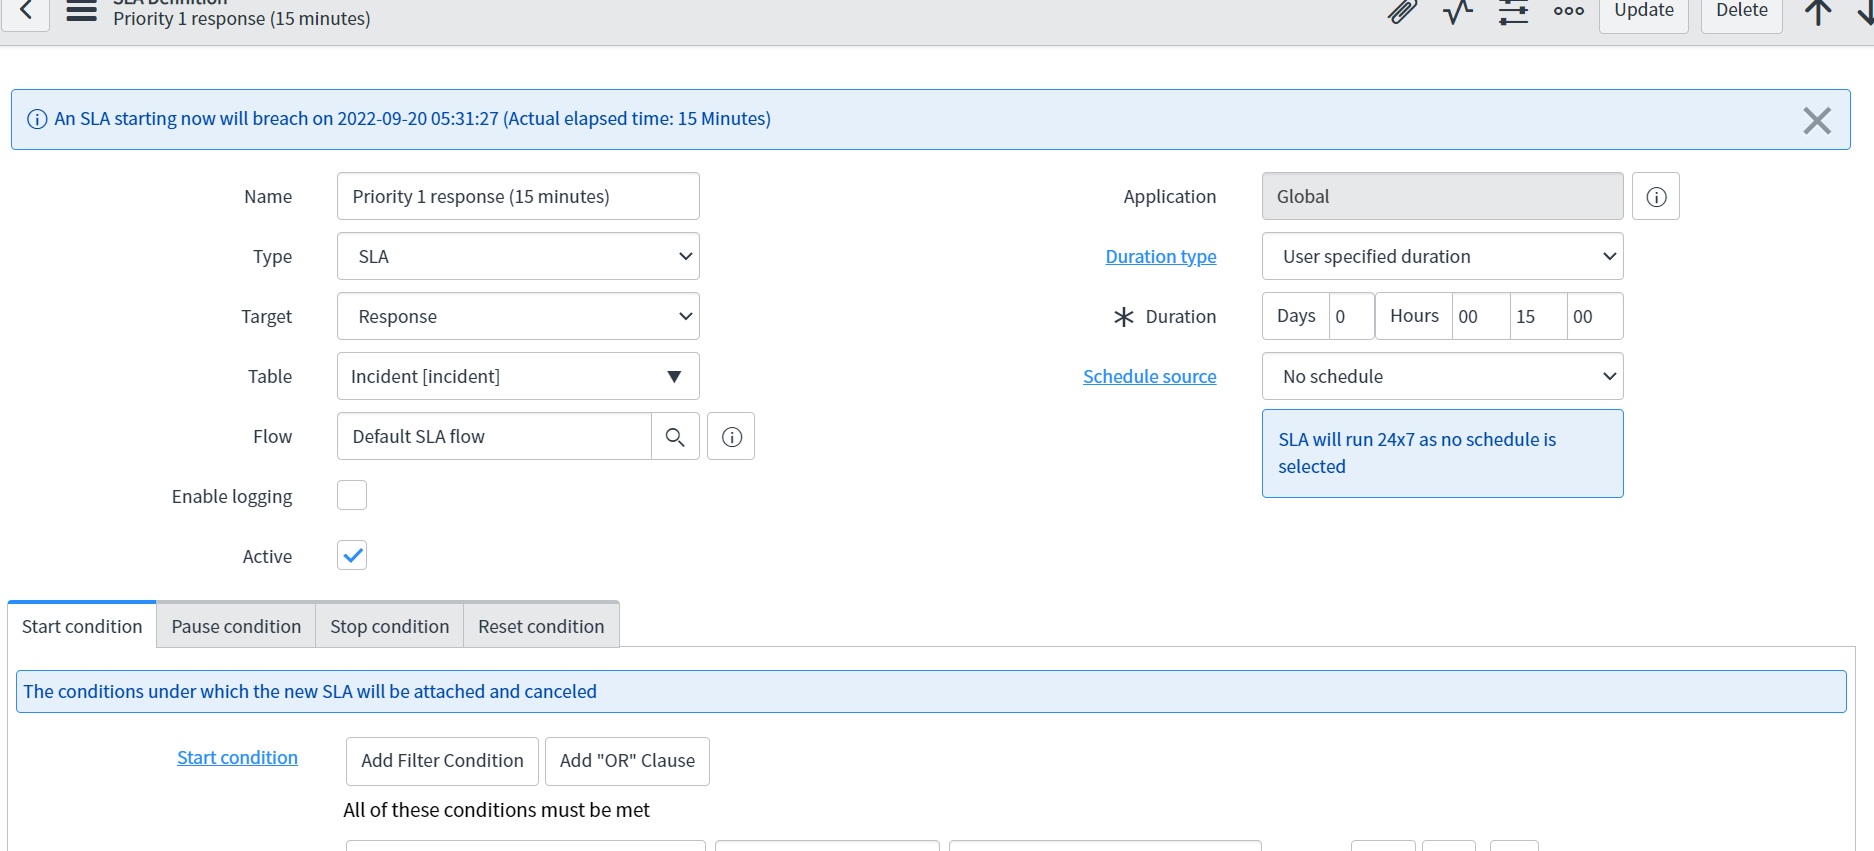 SLA Definition
Priority 1 response (15 minutes)
Update
Delete
An SLA starting now will breach on 2022-09-20 05:31:27 (Actual elapsed time: 15 Minutes)
Name
Priority 1 response (15 minutes)
Application
Global
Type
SLA
Duration type
User specified duration
Target
Response
Duration
Days 0 Hours 00 15 00
Table
Incident [incident]
Schedule source
No schedule
Flow
Default SLA flow
SLA will run 24x7 as no schedule is
selected
Enable logging
Active
Start condition
Pause condition
Stop condition
Reset condition
The conditions under which the new SLA will be attached and canceled
Start condition
Add Filter Condition
Add "OR" Clause
All of these conditions must be met